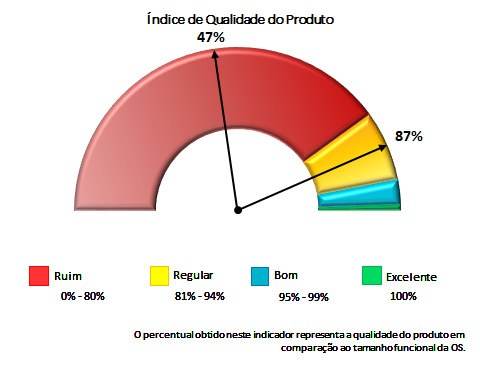 Índice de Qualidade do Produto
47%
87%
Ruim
Regular
Bom
Excelente
0% - 80%
81% - 94%
95% - 99%
100%
O percentual obtido neste indicador representa a qualidade do produto em
comparação ao tamanho funcional da OS.